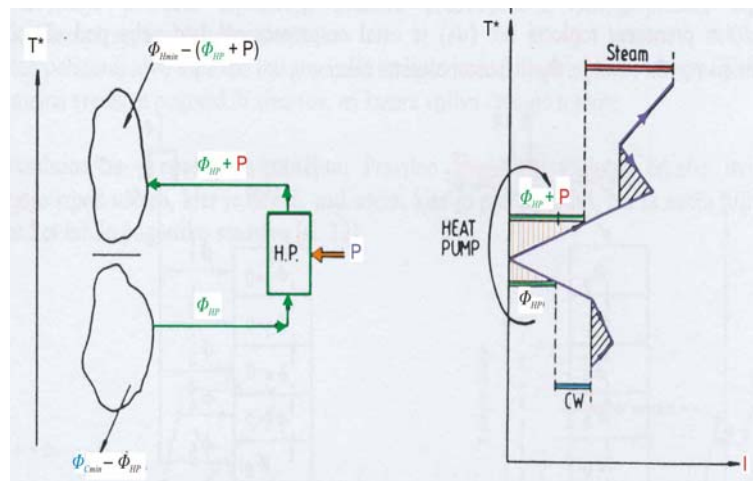 T*
Φ_Hmin − (Φ_HP + P)
Φ_HP + P
H.P.
P
Φ_HP
Φ_Cmin − Φ_HP
T*
Steam
Φ_HP + P
HEAT
PUMP
Φ_HP
CW
I